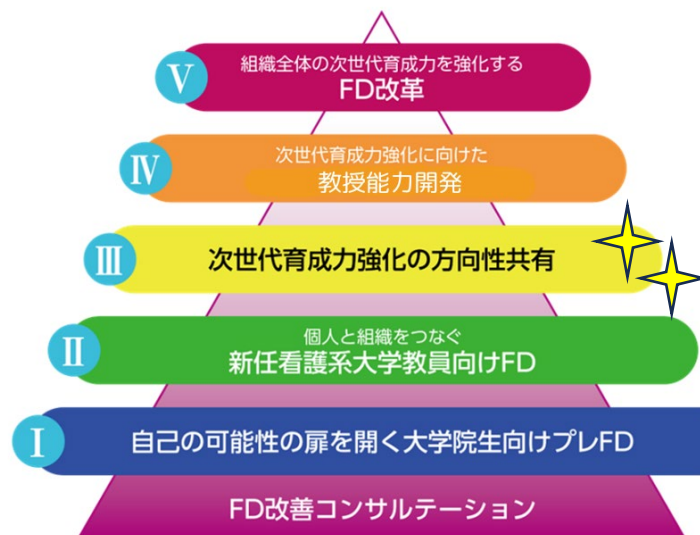 Ⅴ
組織全体の次世代育成力を強化する
FD改革
Ⅳ
次世代育成力強化に向けた
教授能力開発
Ⅲ
次世代育成力強化の方向性共有
Ⅱ
個人と組織をつなぐ
新任看護系大学教員向けFD
Ⅰ
自己の可能性の扉を開く大学院生向けプレFD
FD改善コンサルテーション